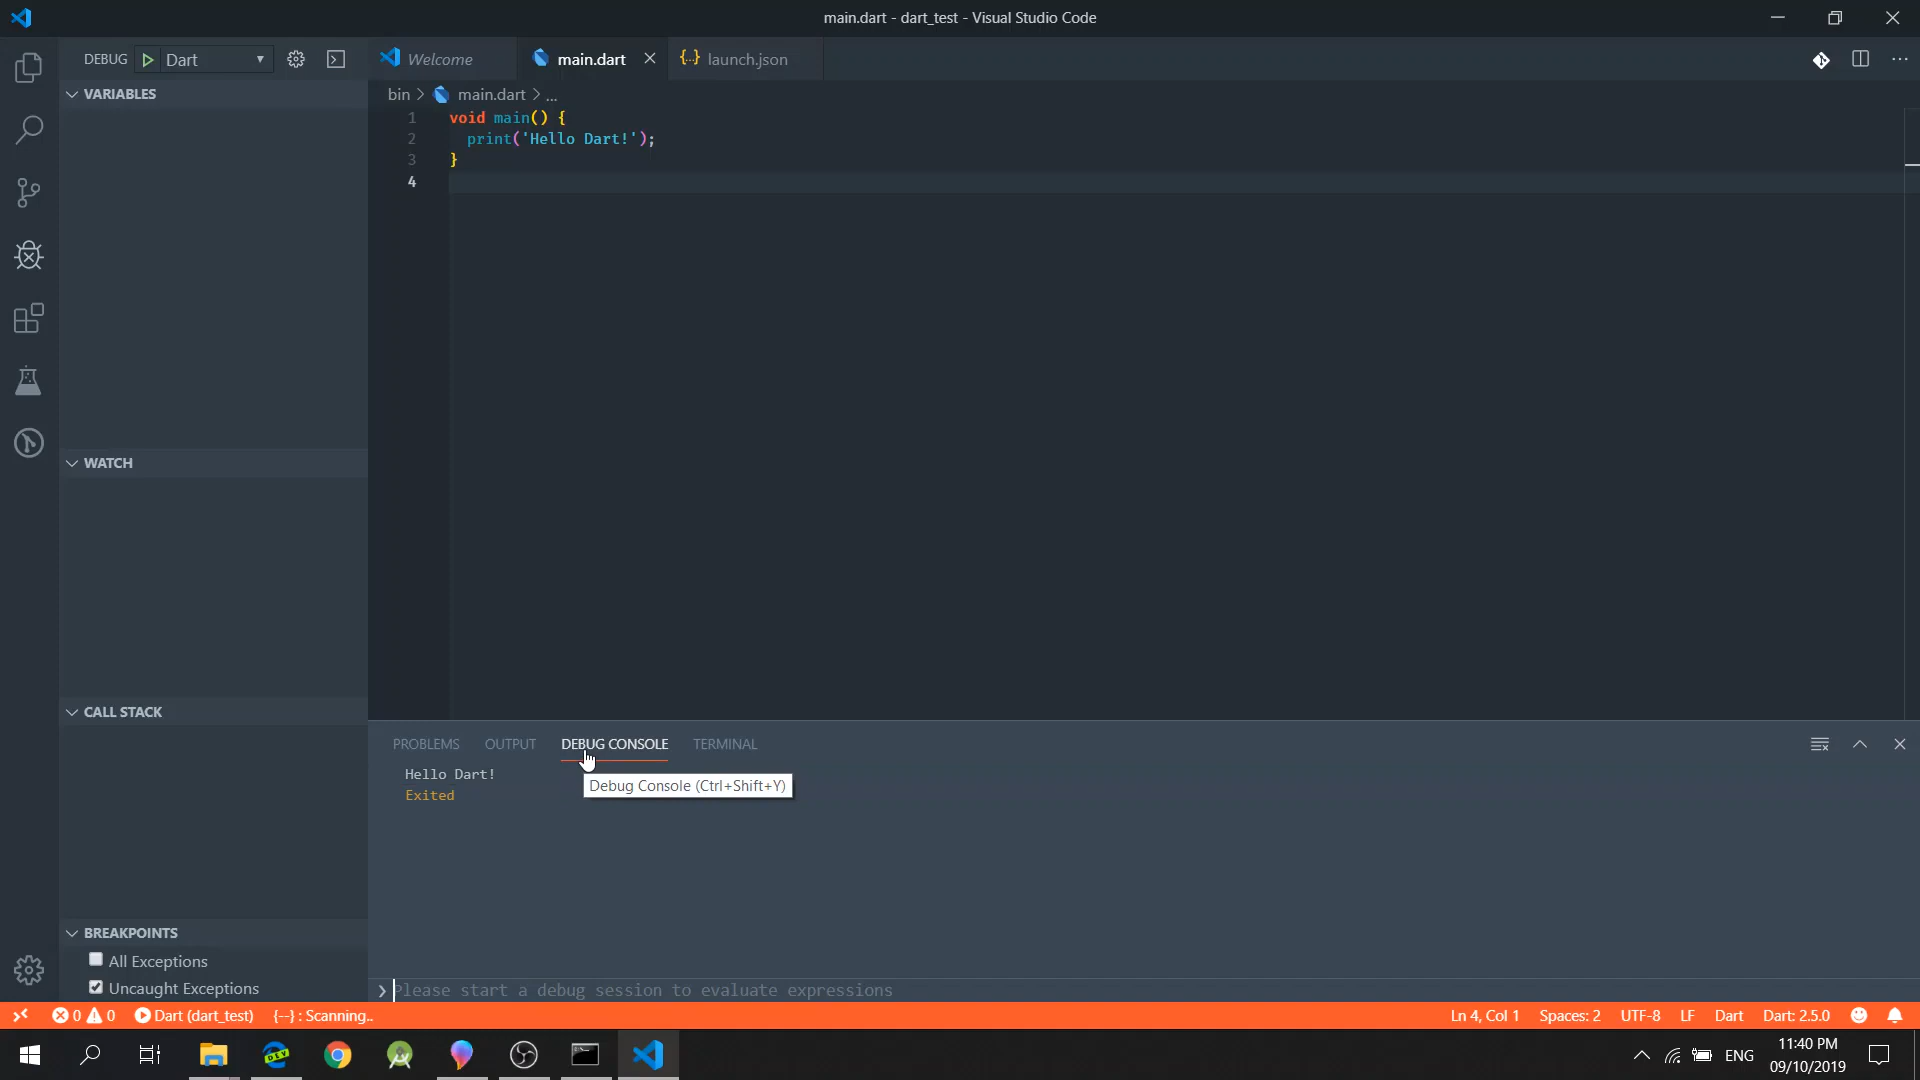 main.dart - dart_test - Visual Studio Code
DEBUG Dart
Welcome
main.dart
launch.json
VARIABLES
bin > main.dart > ...
1 void main() {
2 print('Hello Dart!');
3 }
4
WATCH
CALL STACK
PROBLEMS OUTPUT DEBUG CONSOLE TERMINAL
Hello Dart!
Debug Console (Ctrl+Shift+Y)
Exited
BREAKPOINTS
All Exceptions
Uncaught Exceptions
Please start a debug session to evaluate expressions
0 0 Dart (dart_test) {--} : Scanning..
Ln 4, Col 1 Spaces: 2 UTF-8 LF Dart Dart: 2.5.0
DEV
ENG
11:40 PM
09/10/2019